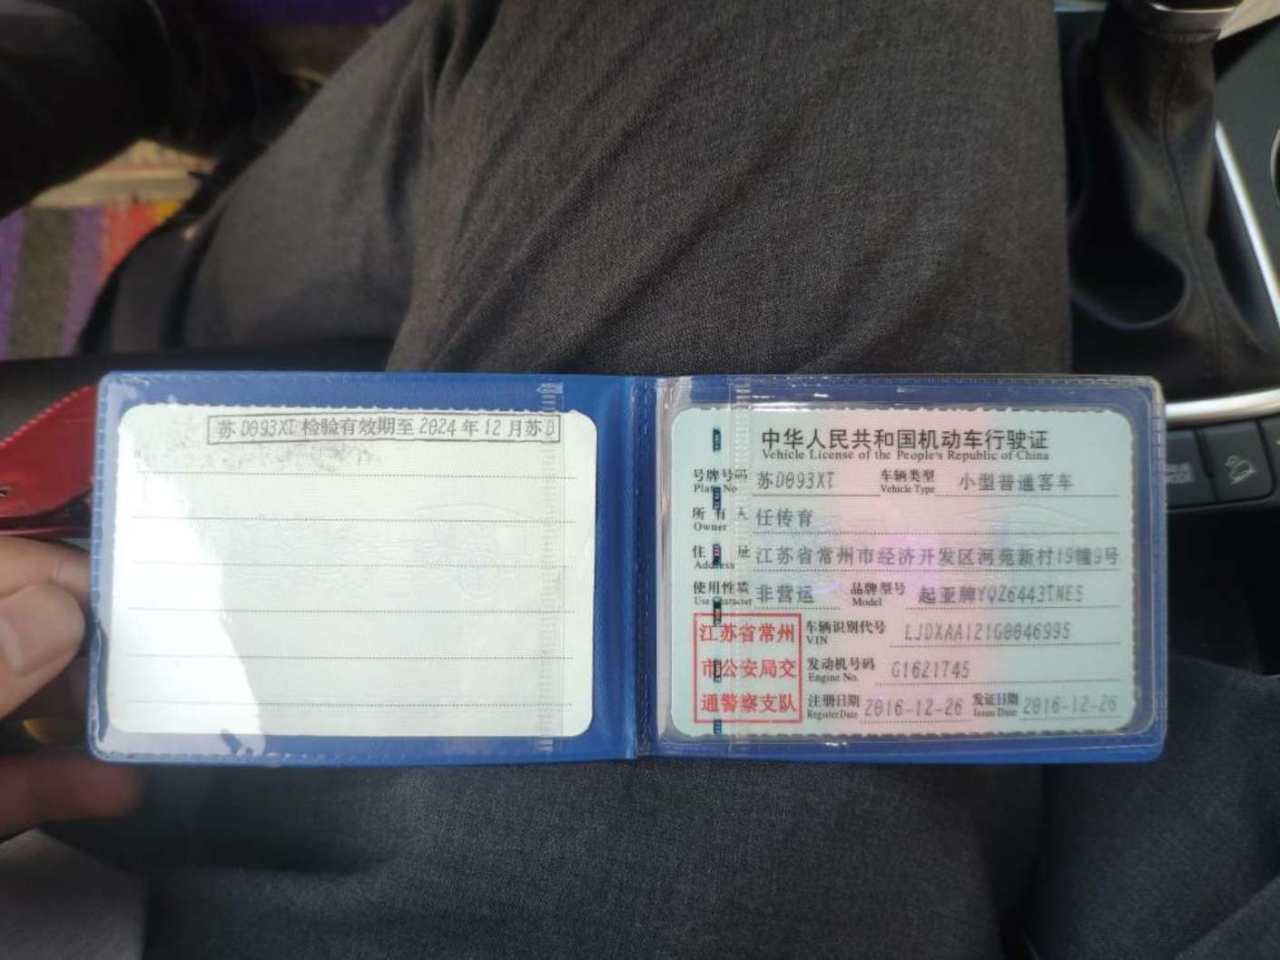 苏D093XT 检验有效期至 2024 年 12 月苏D
中华人民共和国机动车行驶证
Vehicle License of the People's Republic of China
号牌号码 苏D093XT 车辆类型 小型普通客车
Plate No Vehicle Type
所有人 任传育
Owner
住址 江苏省常州市经济开发区河苑新村19幢9号
Address
使用性质 非营运 品牌型号 起亚牌YQZ6443TNE5
Use Character Model
江苏省常州
市公安局交
通警察支队
车辆识别代号 LJDXAA121G0046995
VIN
发动机号码 G1621745
Engine No.
注册日期 2016-12-26 发证日期 2016-12-26
Register Date Issue Date